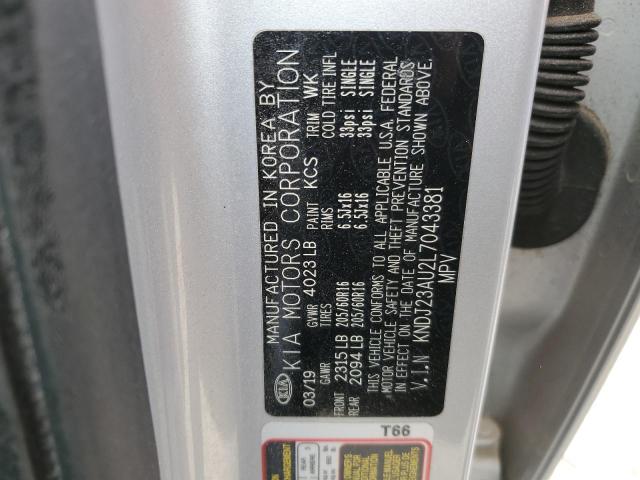 KIA
MANUFACTURED IN KOREA BY
KIA MOTORS CORPORATION
03/19 GVWR 4023 LB PAINT KCS TRIM WK
GAWR TIRES RIMS COLD TIRE INFL
FRONT 2315 LB 205/60R16 6.5Jx16 33psi SINGLE
REAR 2094 LB 205/60R16 6.5Jx16 33psi SINGLE
THIS VEHICLE CONFORMS TO ALL APPLICABLE U.S.A. FEDERAL
MOTOR VEHICLE SAFETY AND THEFT PREVENTION STANDARDS
IN EFFECT ON THE DATE OF MANUFACTURE SHOWN ABOVE.
V.I.N KNDJ23AU2L7043381
MPV
T66